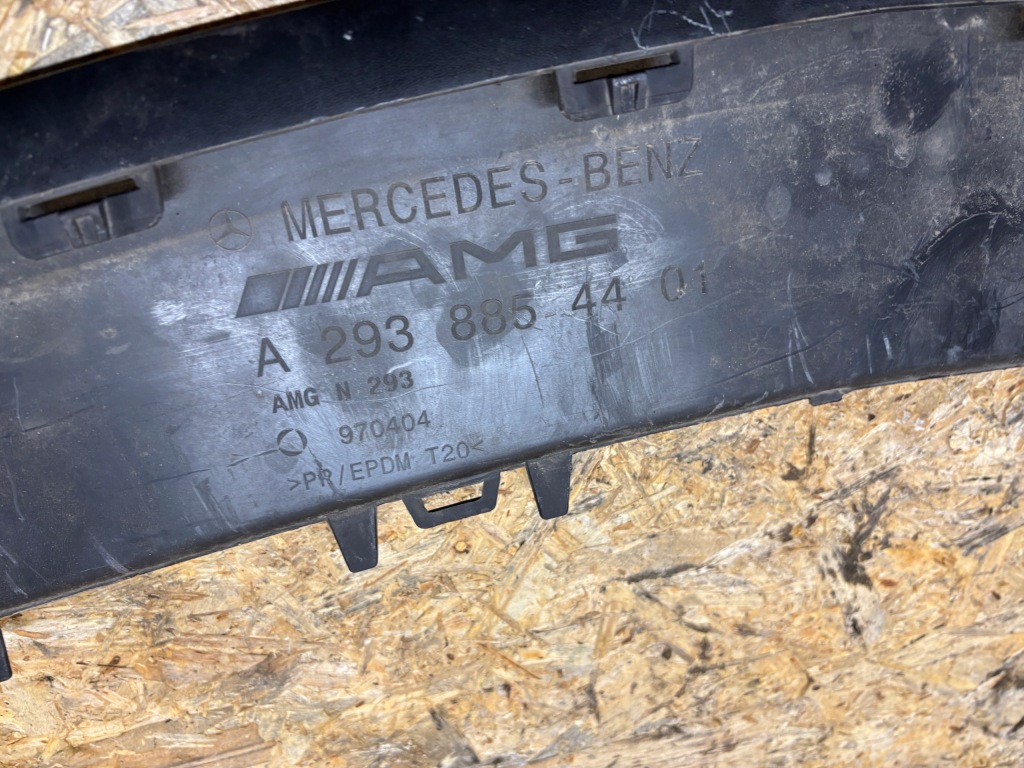 MERCEDES-BENZ
AMG
A 293 885 44 01
AMG N 293
970404
>PP/EPDM T20<